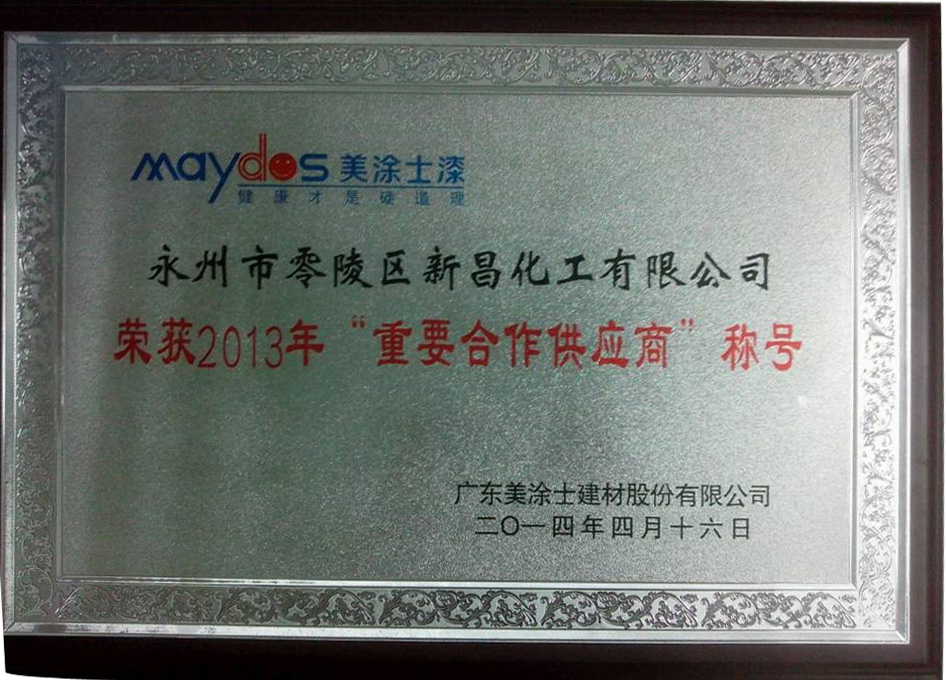 maydos 美涂士漆
健康才是硬道理
永州市零陵区新昌化工有限公司
荣获2013年“重要合作供应商”称号
广东美涂士建材股份有限公司
二〇一四年四月十六日